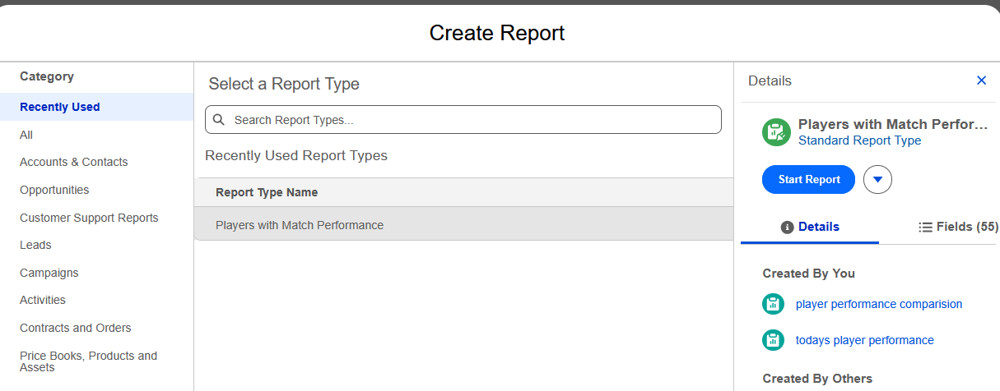 Create Report
Category
Recently Used
All
Accounts & Contacts
Opportunities
Customer Support Reports
Leads
Campaigns
Activities
Contracts and Orders
Price Books, Products and
Assets
Select a Report Type
Search Report Types...
Recently Used Report Types
Report Type Name
Players with Match Performance
Details
Players with Match Perfor...
Standard Report Type
Start Report
Details
Fields (55)
Created By You
player performance comparision
todays player performance
Created By Others